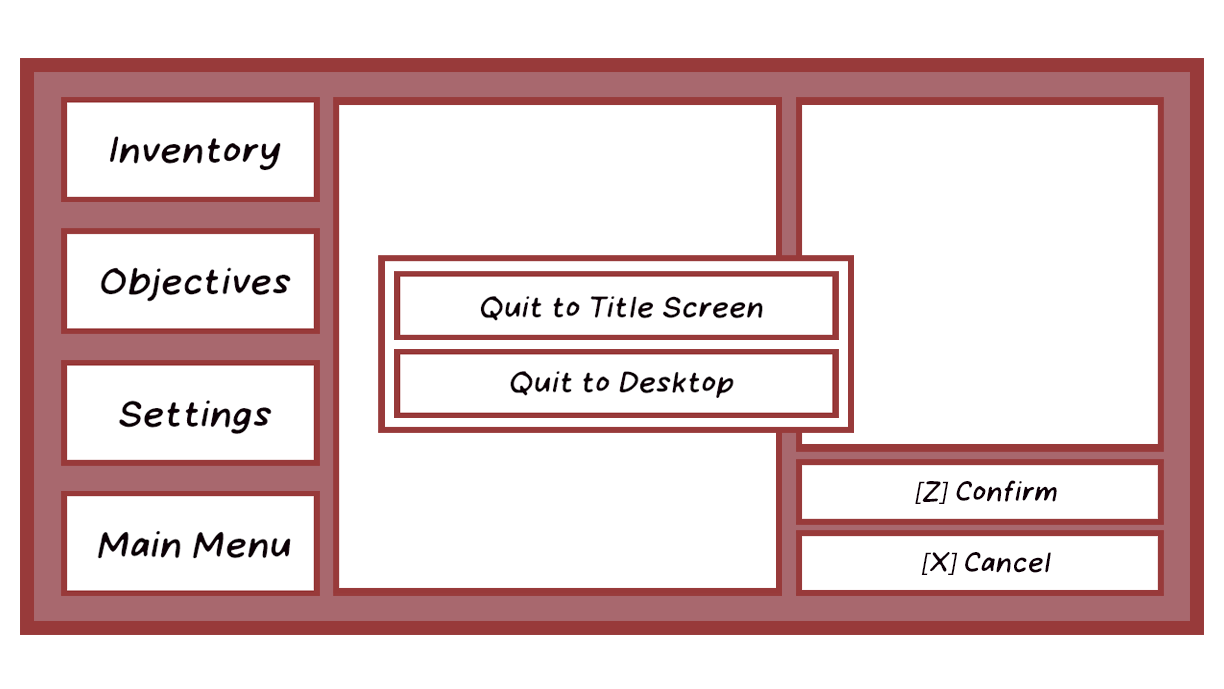 Inventory
Objectives
Settings
Main Menu
Quit to Title Screen
Quit to Desktop
[Z] Confirm
[X] Cancel